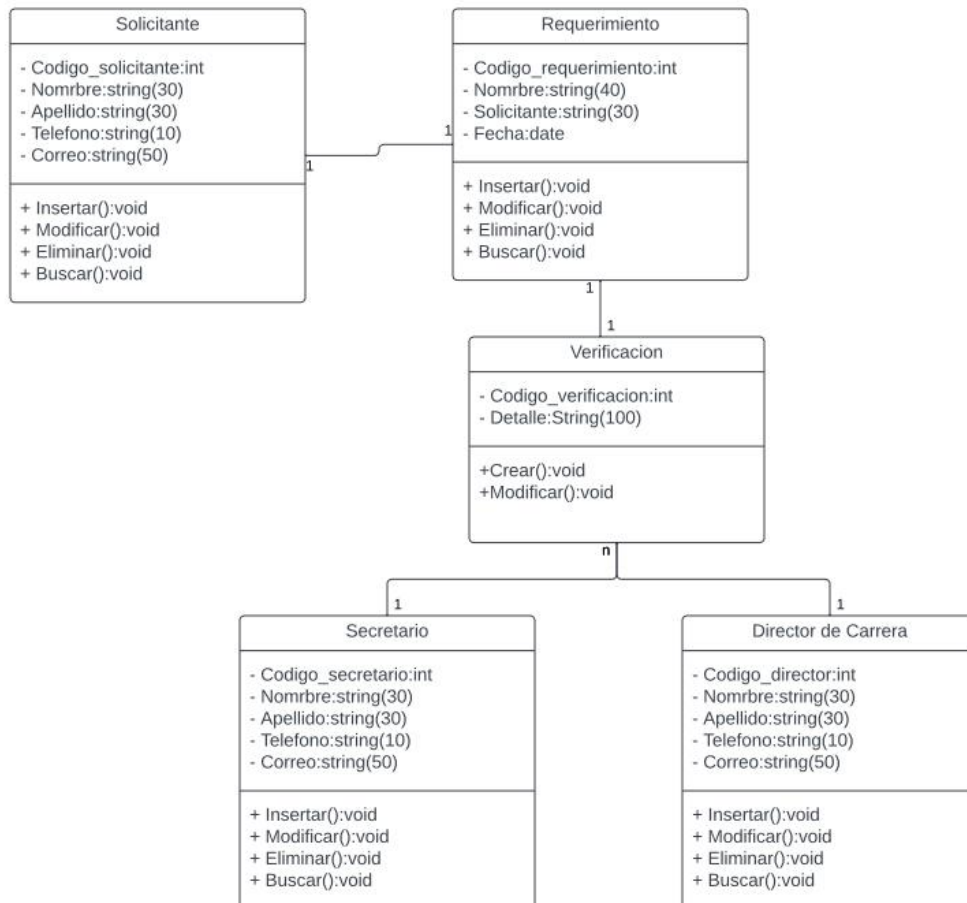 Solicitante
- Codigo_solicitante:int
- Nomrbre:string(30)
- Apellido:string(30)
- Telefono:string(10)
- Correo:string(50)
+ Insertar():void
+ Modificar():void
+ Eliminar():void
+ Buscar():void
1
1
Requerimiento
- Codigo_requerimiento:int
- Nomrbre:string(40)
- Solicitante:string(30)
- Fecha:date
+ Insertar():void
+ Modificar():void
+ Eliminar():void
+ Buscar():void
1
1
Verificacion
- Codigo_verificacion:int
- Detalle:String(100)
+Crear():void
+Modificar():void
n
1
1
Secretario
- Codigo_secretario:int
- Nomrbre:string(30)
- Apellido:string(30)
- Telefono:string(10)
- Correo:string(50)
+ Insertar():void
+ Modificar():void
+ Eliminar():void
+ Buscar():void
Director de Carrera
- Codigo_director:int
- Nomrbre:string(30)
- Apellido:string(30)
- Telefono:string(10)
- Correo:string(50)
+ Insertar():void
+ Modificar():void
+ Eliminar():void
+ Buscar():void